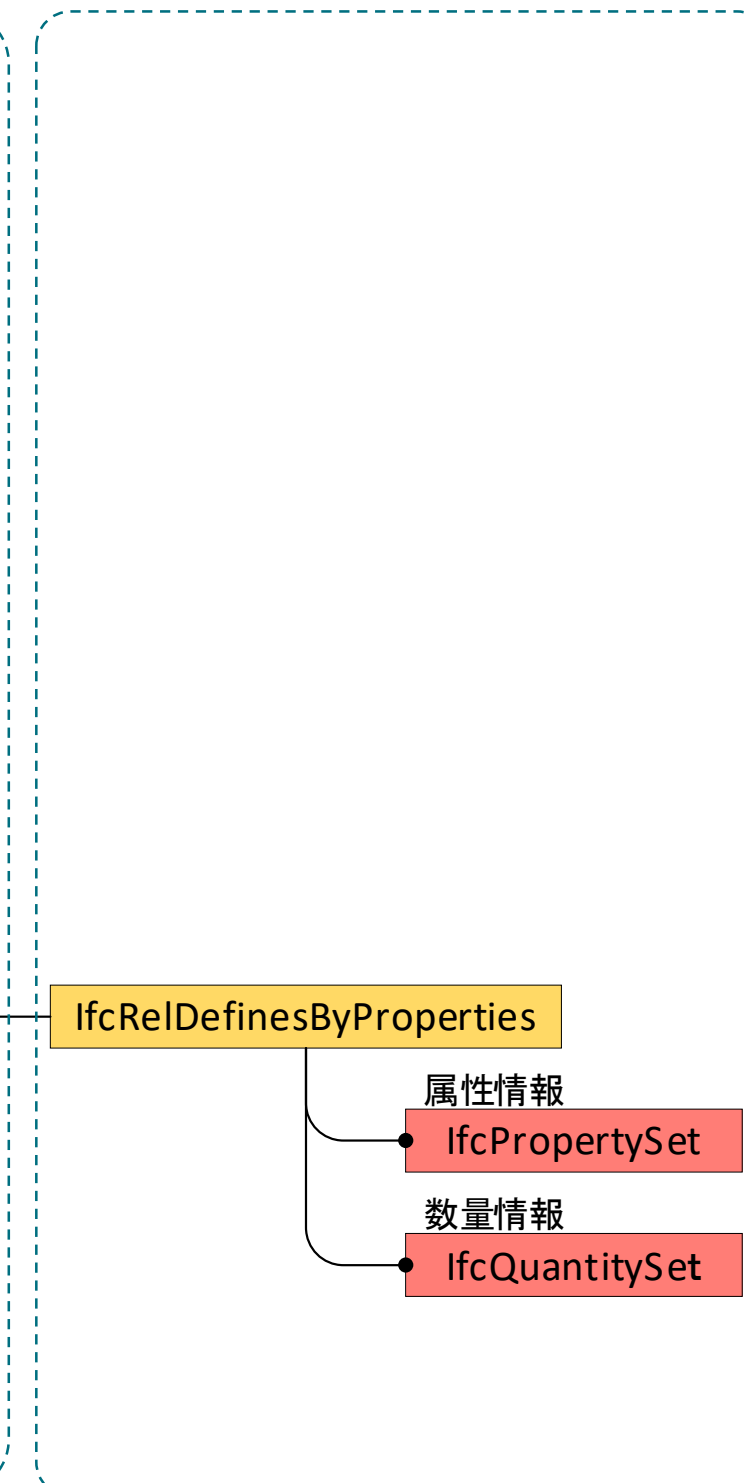 IfcRelDefinesByProperties
属性情報
IfcPropertySet
数量情報
IfcQuantitySet